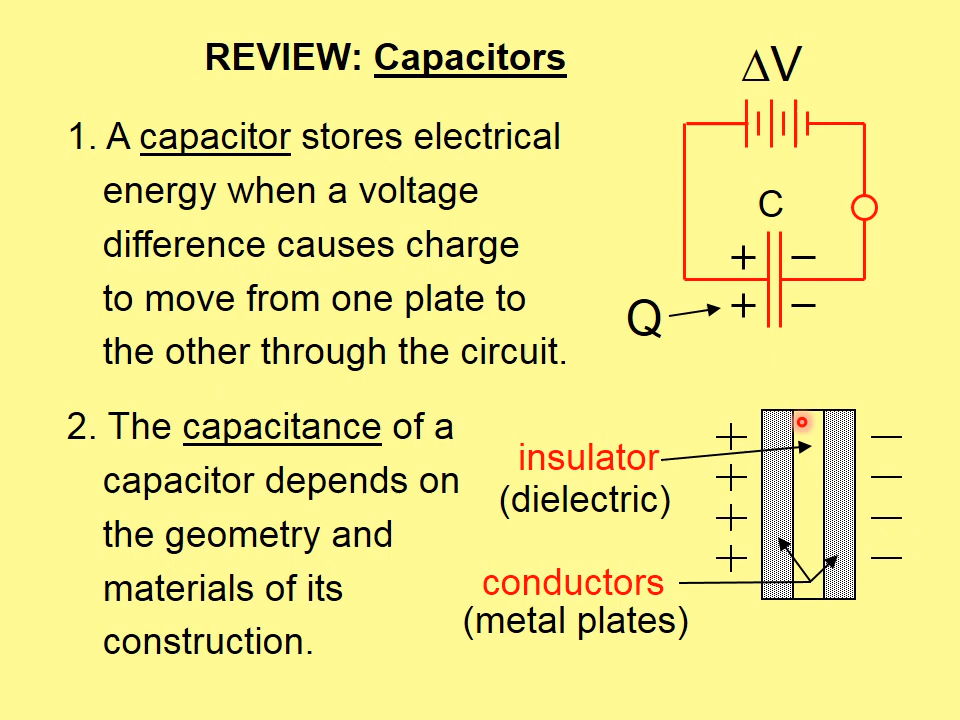 REVIEW: Capacitors
1. A capacitor stores electrical
energy when a voltage
difference causes charge
to move from one plate to
the other through the circuit.
∆V
C
+ –
+ –
Q
2. The capacitance of a
capacitor depends on
the geometry and
materials of its
construction.
insulator
(dielectric)
conductors
(metal plates)
+ –
+ –
+ –
+ –